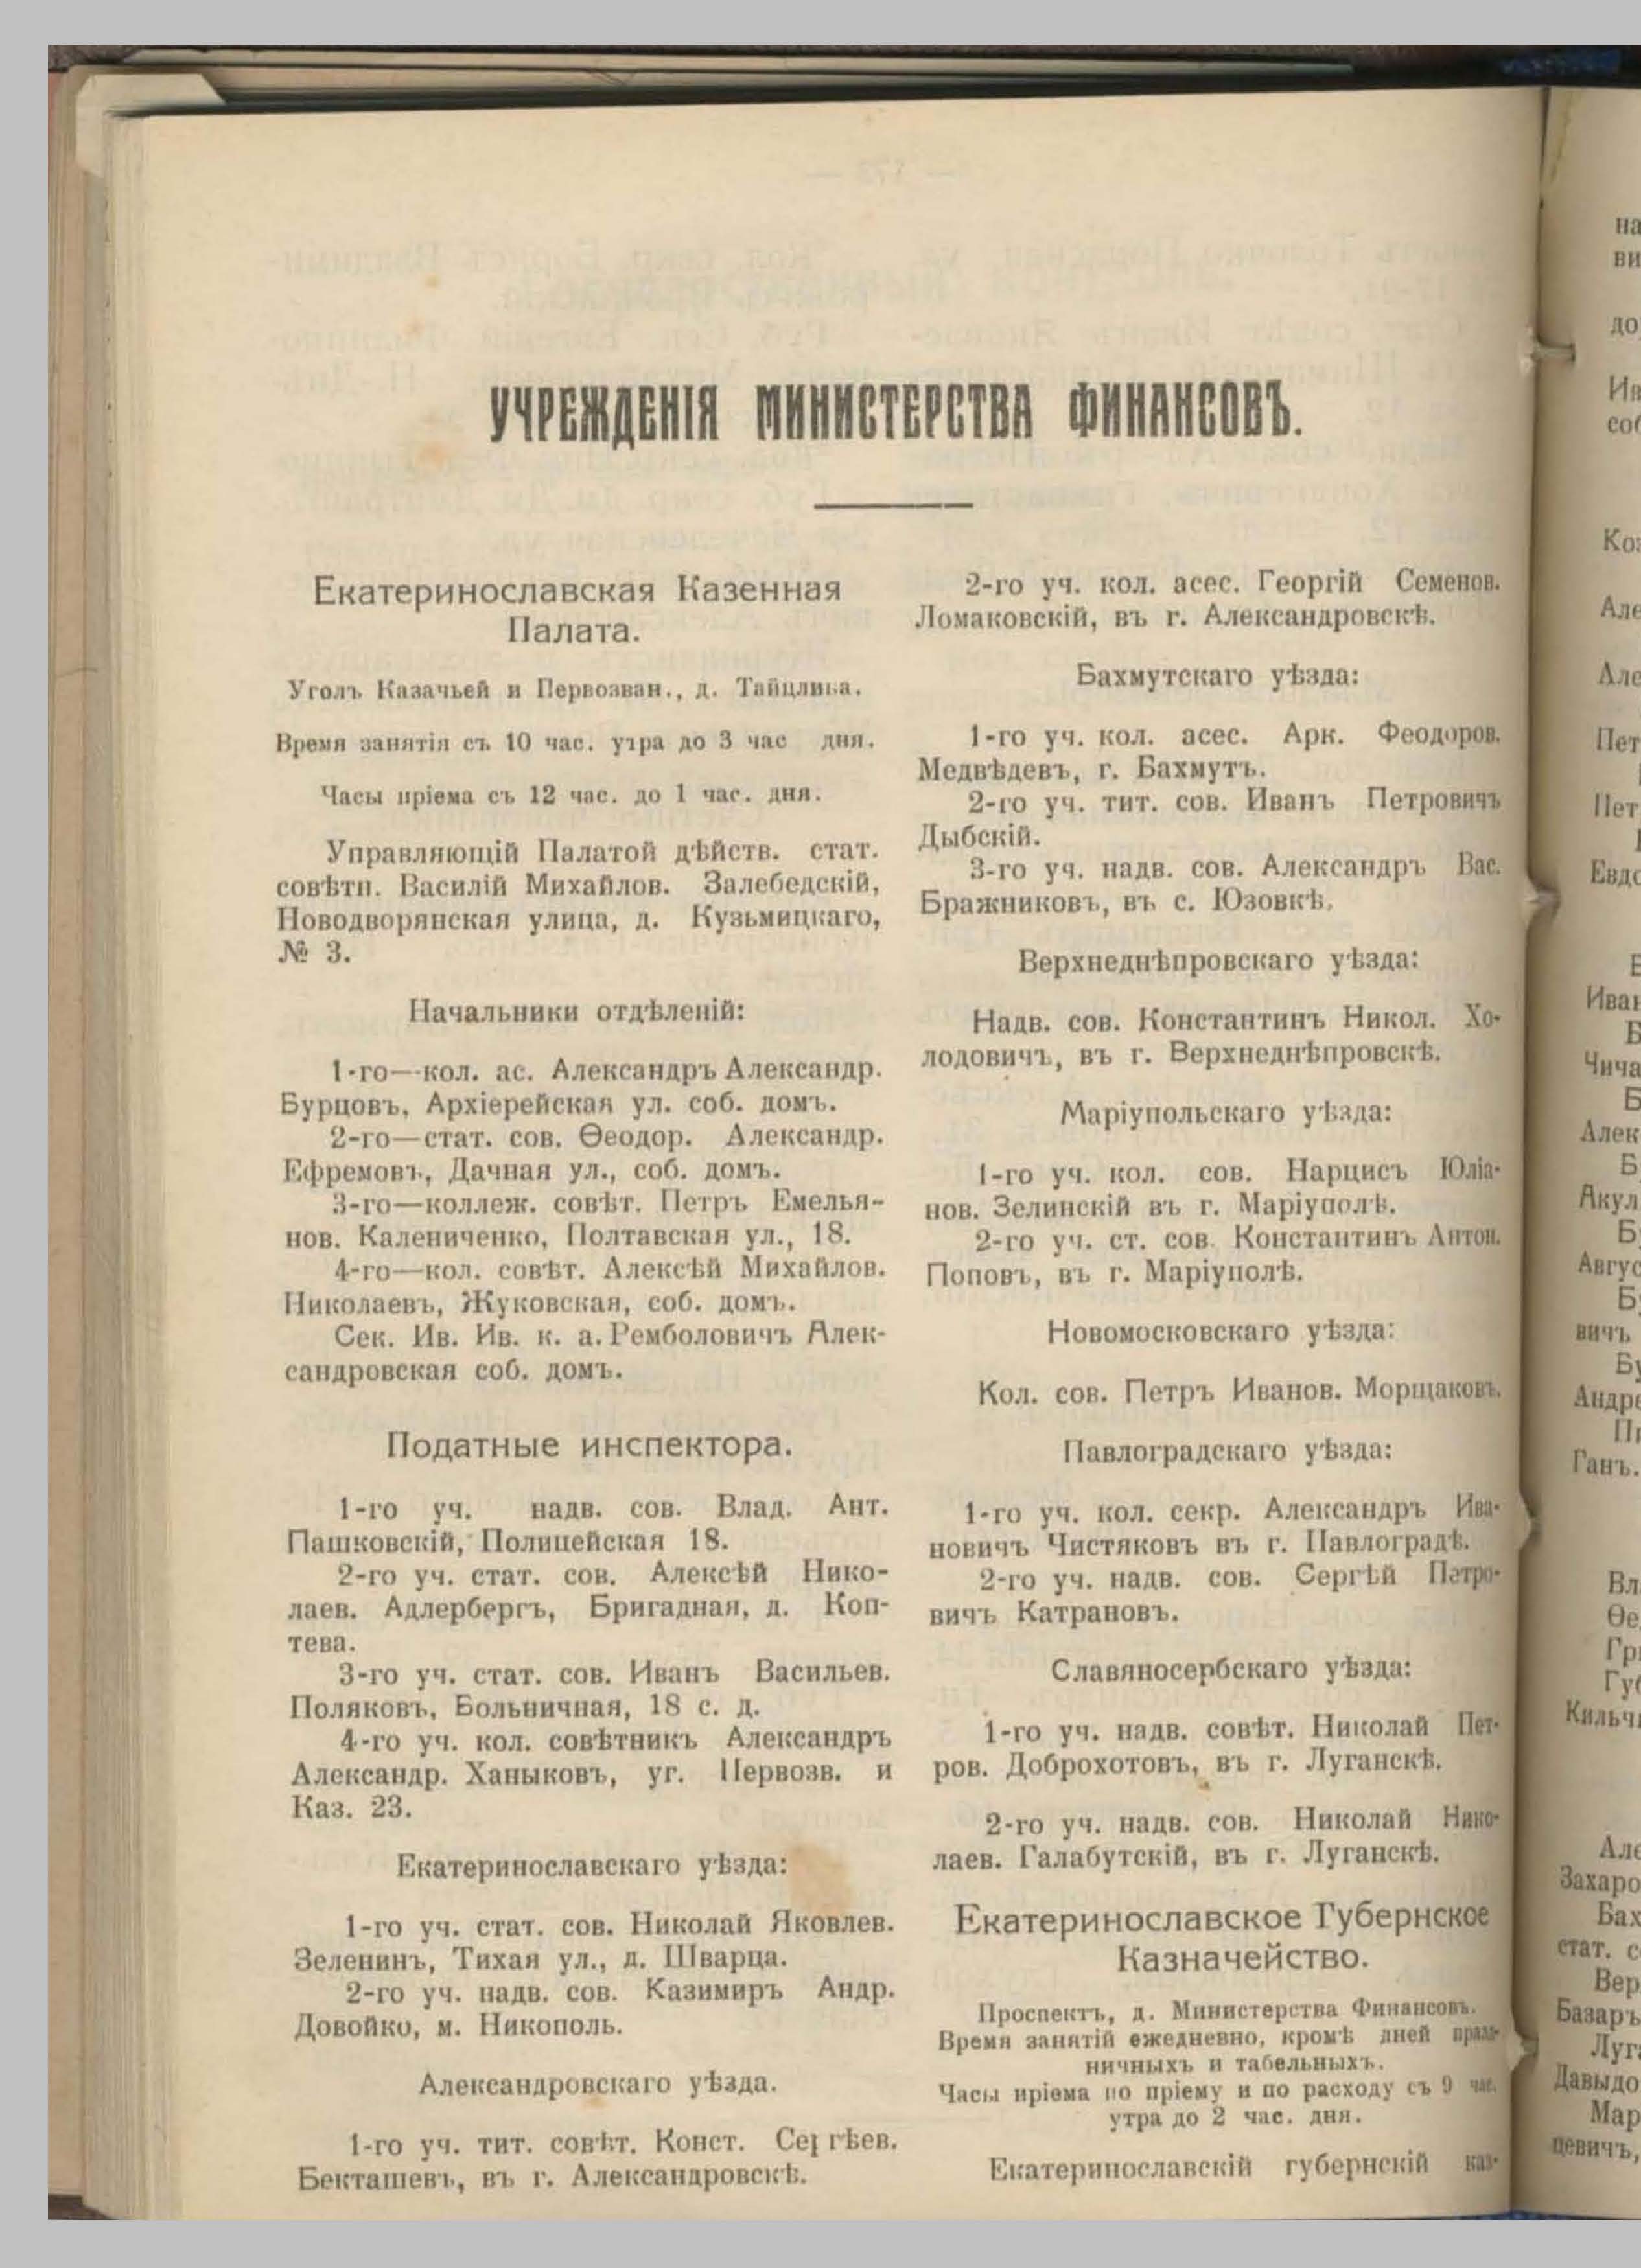 УЧРЕЖДЕНІЯ МИНИСТЕРСТВА ФИНАНСОВЪ.
Екатеринославская Казенная
Палата.
Уголъ Казачьей и Первозван., д. Тайцлина.
Время занятія съ 10 час. утра до 3 час дня.
Часы пріема съ 12 час. до 1 час. дня.
Управляющій Палатой дѣйств. стат.
совѣтн. Василій Михайлов. Залебедскій,
Новодворянская улица, д. Кузьмицкаго,
№ 3.
Начальники отдѣленій:
1-го—кол. ас. Александръ Александр.
Бурцовъ, Архіерейская ул. соб. домъ.
2-го—стат. сов. Ѳеодор. Александр.
Ефремовъ, Дачная ул., соб. домъ.
3-го—коллеж. совѣт. Петръ Емелья-
нов. Калениченко, Полтавская ул., 18.
4-го—кол. совѣт. Алексѣй Михайлов.
Николаевъ, Жуковская, соб. домъ.
Сек. Ив. Ив. к. а. Ремболовичъ Алек-
сандровская соб. домъ.
Податные инспектора.
1-го уч. надв. сов. Влад. Ант.
Пашковскій, Полицейская 18.
2-го уч. стат. сов. Алексѣй Нико-
лаев. Адлербергъ, Бригадная, д. Коп-
тева.
3-го уч. стат. сов. Иванъ Васильев.
Поляковъ, Больничная, 18 с. д.
4-го уч. кол. совѣтникъ Александръ
Александр. Ханыковъ, уг. Первозв. и
Каз. 23.
Екатеринославскаго уѣзда:
1-го уч. стат. сов. Николай Яковлев.
Зеленинъ, Тихая ул., д. Шварца.
2-го уч. надв. сов. Казимиръ Андр.
Довойко, м. Никополь.
Александровскаго уѣзда.
1-го уч. тит. совѣт. Конст. Сергѣев.
Бекташевъ, въ г. Александровскѣ.
2-го уч. кол. асес. Георгій Семенов.
Ломаковскій, въ г. Александровскѣ.
Бахмутскаго уѣзда:
1-го уч. кол. асес. Арк. Феодоров.
Медвѣдевъ, г. Бахмутъ.
2-го уч. тит. сов. Иванъ Петровичъ
Дыбскій.
3-го уч. надв. сов. Александръ Вас.
Бражниковъ, въ с. Юзовкѣ.
Верхнеднѣпровскаго уѣзда:
Надв. сов. Константинъ Никол. Хо-
лодовичъ, въ г. Верхнеднѣпровскѣ.
Маріупольскаго уѣзда:
1-го уч. кол. сов. Нарцисъ Юліа-
нов. Зелинскій въ г. Маріуполѣ.
2-го уч. ст. сов. Константинъ Антон.
Поповъ, въ г. Маріуполѣ.
Новомосковскаго уѣзда:
Кол. сов. Петръ Иванов. Морщаковъ.
Павлоградскаго уѣзда:
1-го уч. кол. секр. Александръ Ива-
новичъ Чистяковъ въ г. Павлоградѣ.
2-го уч. надв. сов. Сергѣй Петро-
вичъ Катрановъ.
Славяносербскаго уѣзда:
1-го уч. надв. совѣт. Николай Пет-
ров. Доброхотовъ, въ г. Луганскѣ.
2-го уч. надв. сов. Николай Нико-
лаев. Галабутскій, въ г. Луганскѣ.
Екатеринославское Губернское
Казначейство.
Проспектъ, д. Министерства Финансовъ.
Время занятій ежедневно, кромѣ дней празд-
ничныхъ и табельныхъ.
Часы пріема по пріему и по расходу съ 9 час.
утра до 2 час. дня.
Екатеринославскій губернскій каз-